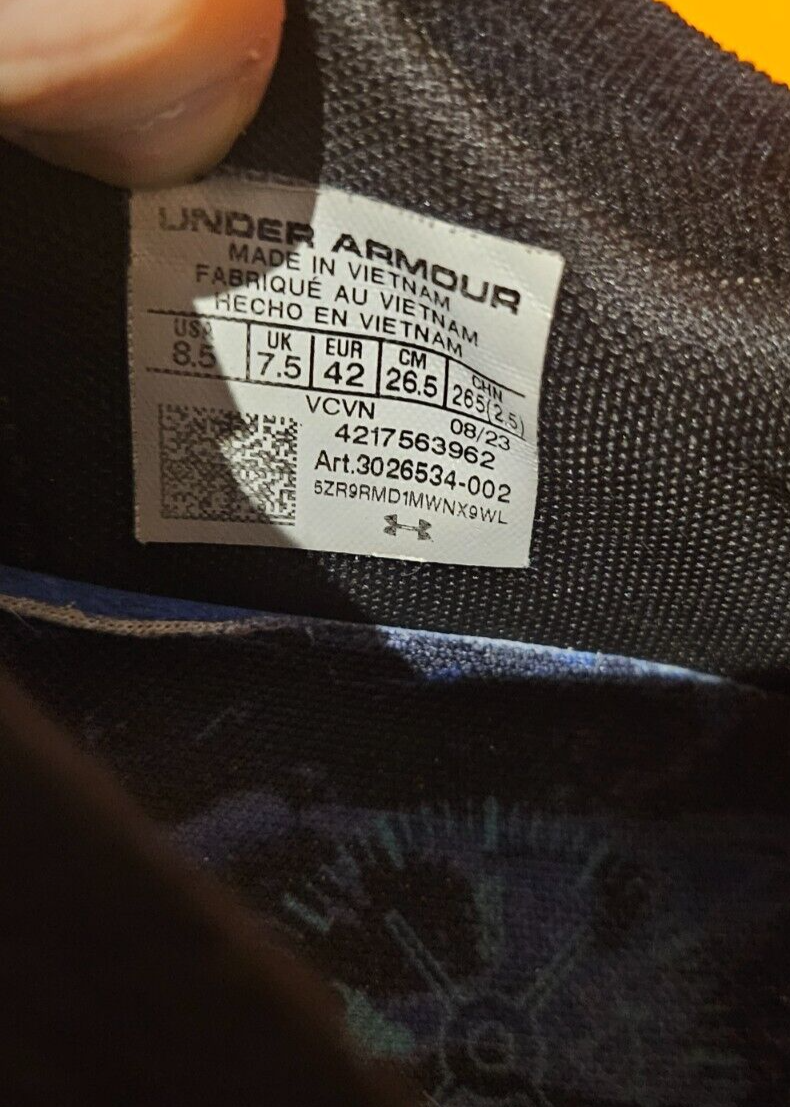 UNDER ARMOUR
MADE IN VIETNAM
FABRIQUÉ AU VIETNAM
HECHO EN VIETNAM
USA UK EUR CM CHN
8.5 7.5 42 26.5 265(2.5)
VCVN 08/23
4217563962
Art.3026534-002
5ZR9RMD1MWNX9WL